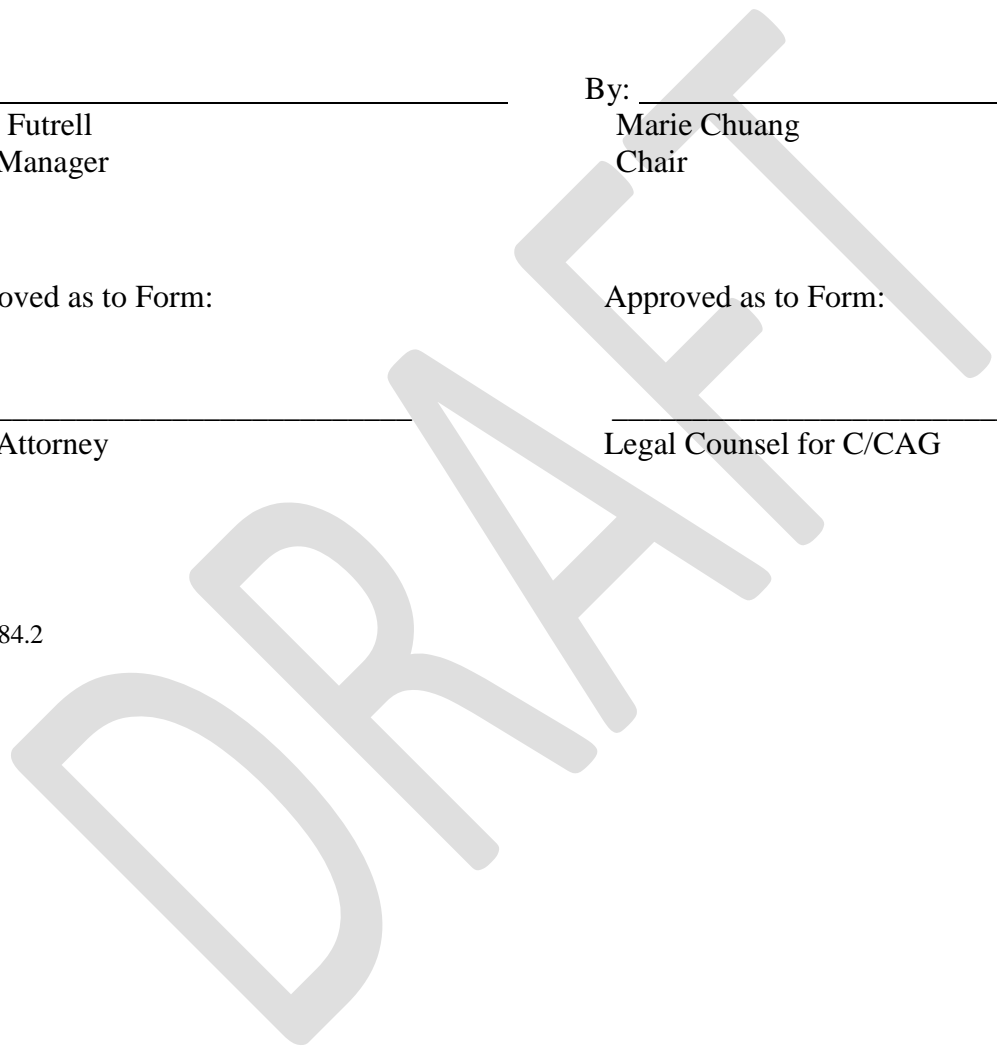 By:
Futrell
Manager
Marie Chuang
Chair
oved as to Form:
Approved as to Form:
Attorney
Legal Counsel for C/CAG
84.2
DRAFT